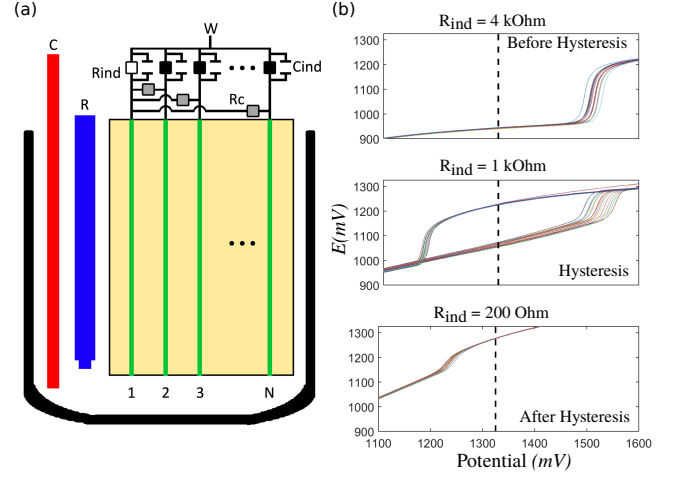 (a)
C
R
W
Rind
Cind
Rc
1 2 3 N
(b)
R_ind = 4 kOhm
Before Hysteresis
1300
1200
1100
1000
900
R_ind = 1 kOhm
Hysteresis
1300
1200
1100
1000
900
E(mV)
R_ind = 200 Ohm
After Hysteresis
1300
1200
1100
1000
900
1100 1200 1300 1400 1500 1600
Potential (mV)